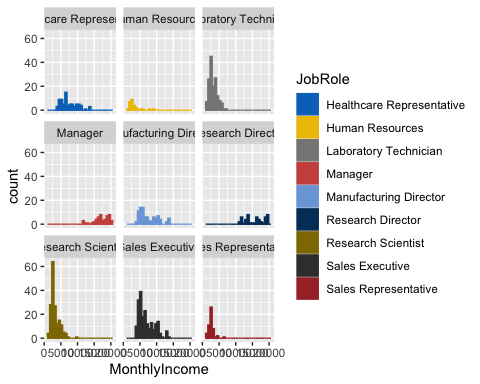 care Represen
uman Resourc
boratory Techni
60
40
20
0
Manager
ufacturing Dire
esearch Direct
60
40
20
0
esearch Scient
Sales Executive
es Representa
60
40
20
0
MonthlyIncome
count
JobRole
Healthcare Representative
Human Resources
Laboratory Technician
Manager
Manufacturing Director
Research Director
Research Scientist
Sales Executive
Sales Representative